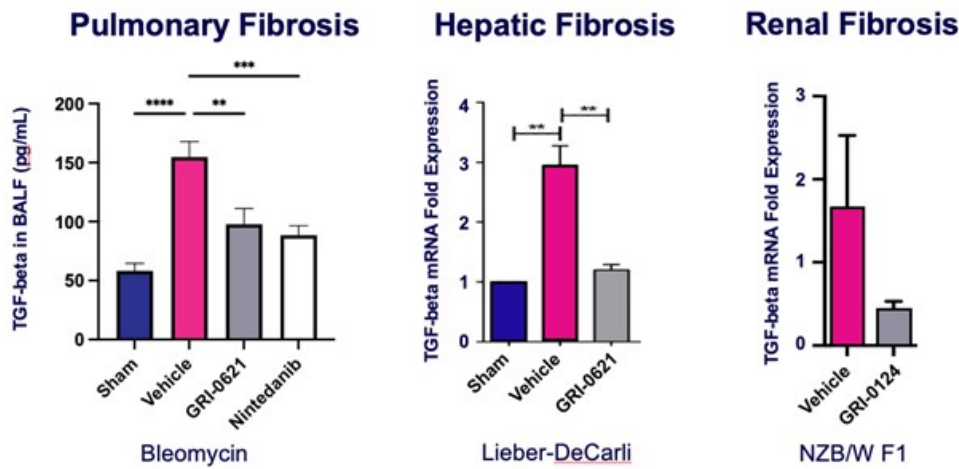 Pulmonary Fibrosis
TGF-beta in BALF (pg/mL)
200
150
100
50
0
****
**
***
Sham
Vehicle
GRI-0621
Nintedanib
Bleomycin
Hepatic Fibrosis
TGF-beta mRNA Fold Expression
4
3
2
1
0
**
**
Sham
Vehicle
GRI-0621
Lieber-DeCarli
Renal Fibrosis
TGF-beta mRNA Fold Expression
3
2
1
0
Vehicle
GRI-0124
NZB/W F1